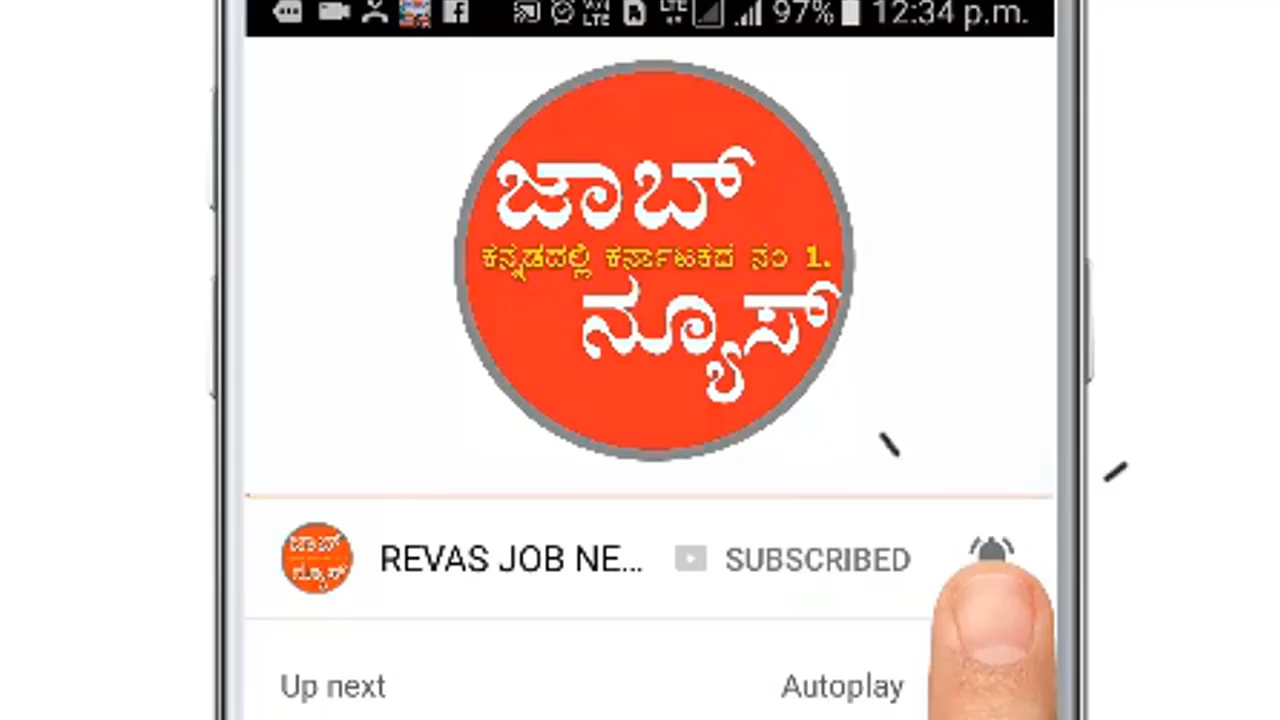 97% 12:34 p.m.
ಜಾಬ್
ಕನ್ನಡದಲ್ಲಿ ಕರ್ನಾಟಕದ ನಂ 1.
ನ್ಯೂಸ್
ಜಾಬ್
ನ್ಯೂಸ್
REVAS JOB NE... SUBSCRIBED
Up next Autoplay